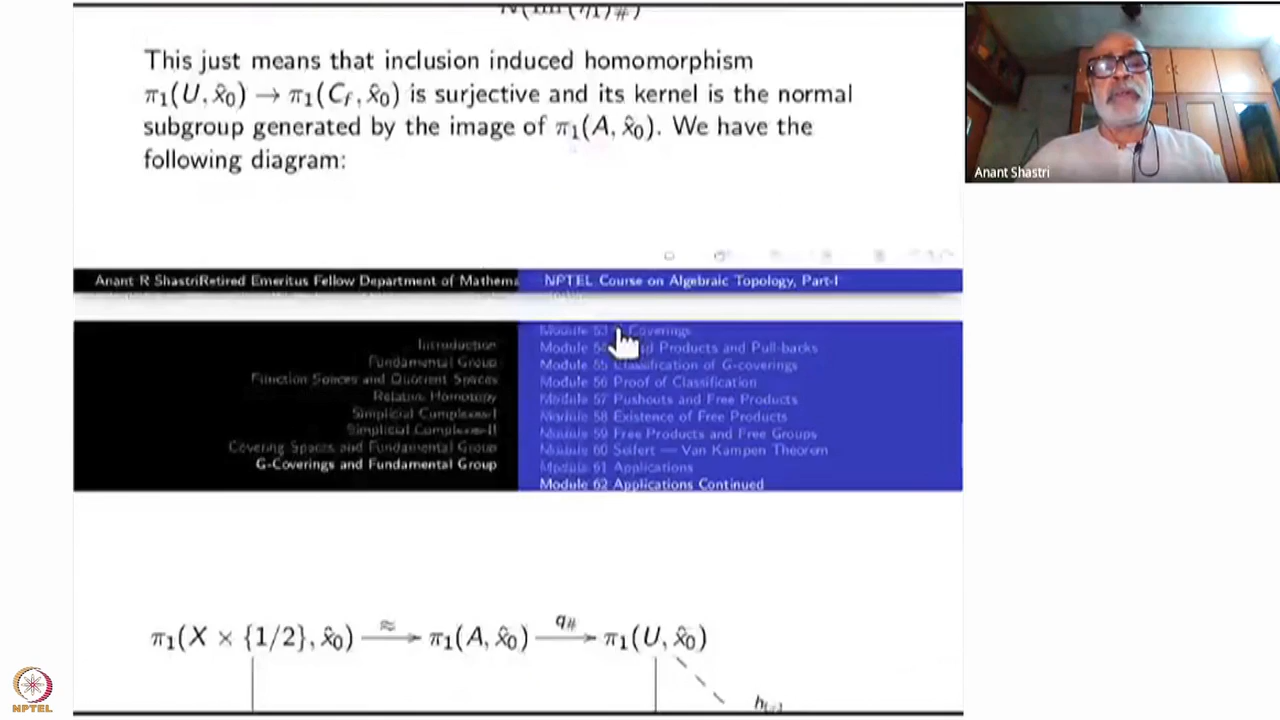 This just means that inclusion induced homomorphism
π₁(U, x̂₀) → π₁(C_f, x̂₀) is surjective and its kernel is the normal
subgroup generated by the image of π₁(A, x̂₀). We have the
following diagram:
Anant Shastri
Anant R ShastriRetired Emeritus Fellow Department of Mathema
NPTEL Course on Algebraic Topology, Part-I
Introduction
Fundamental Group
Function Spaces and Quotient Spaces
Relative Homotopy
Simplicial Complexes-I
Simplicial Complexes-II
Covering Spaces and Fundamental Group
G-Coverings and Fundamental Group
Module 53 Coverings
Module Products and Pull-backs
Module 55 Classification of G-coverings
Module 56 Proof of Classification
Module 57 Pushouts and Free Products
Module 58 Existence of Free Products
Module 59 Free Products and Free Groups
Module 60 Seifert — Van Kampen Theorem
Module 61 Applications
Module 62 Applications Continued
π₁(X × {1/2}, x̂₀) ≈ → π₁(A, x̂₀) q# → π₁(U, x̂₀)
NPTEL